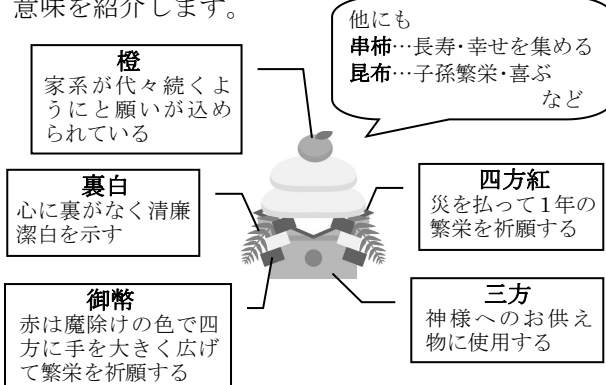 意味を紹介します。
他にも
串柿…長寿・幸せを集める
昆布…子孫繁栄・喜ぶ
など
橙
家系が代々続くよ
うにと願いが込め
られている
裏白
心に裏がなく清廉
潔白を示す
四方紅
災を払って1年の
繁栄を祈願する
御幣
赤は魔除けの色で四
方に手を大きく広げ
て繁栄を祈願する
三方
神様へのお供え
物に使用する